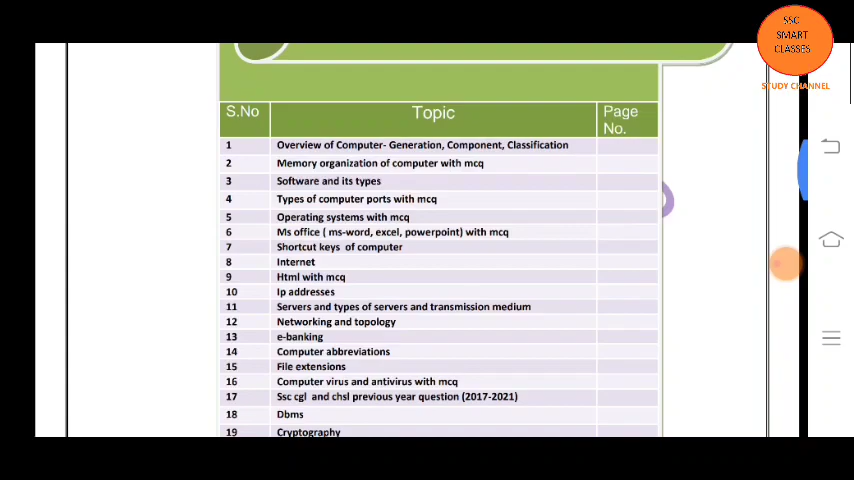 SSC
SMART
CLASSES
STUDY CHANNEL
S.No Topic Page No.
1 Overview of Computer- Generation, Component, Classification
2 Memory organization of computer with mcq
3 Software and its types
4 Types of computer ports with mcq
5 Operating systems with mcq
6 Ms office ( ms-word, excel, powerpoint) with mcq
7 Shortcut keys of computer
8 Internet
9 Html with mcq
10 Ip addresses
11 Servers and types of servers and transmission medium
12 Networking and topology
13 e-banking
14 Computer abbreviations
15 File extensions
16 Computer virus and antivirus with mcq
17 Ssc cgl and chsl previous year question (2017-2021)
18 Dbms
19 Cryptography